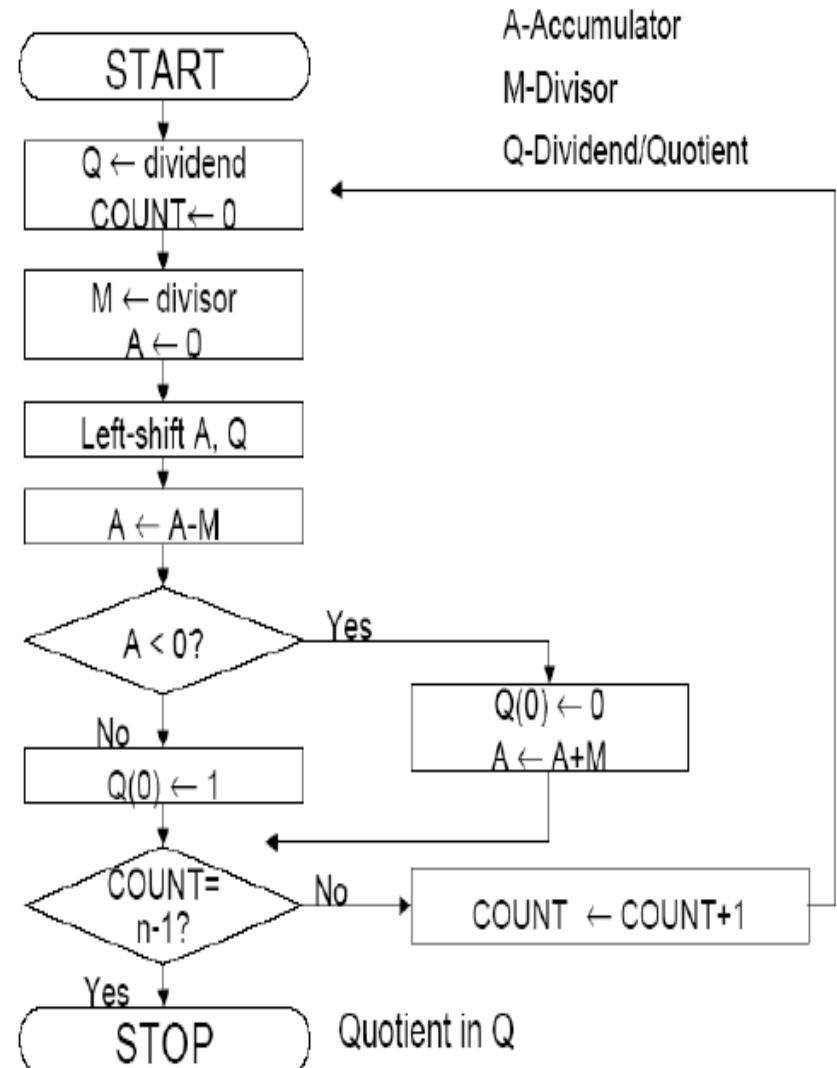 A-Accumulator
M-Divisor
Q-Dividend/Quotient
START
Q ← dividend
COUNT← 0
M ← divisor
A ← 0
Left-shift A, Q
A ← A-M
A < 0?
Yes
Q(0) ← 0
A ← A+M
No
Q(0) ← 1
COUNT=
n-1?
No
COUNT ← COUNT+1
Yes
STOP
Quotient in Q